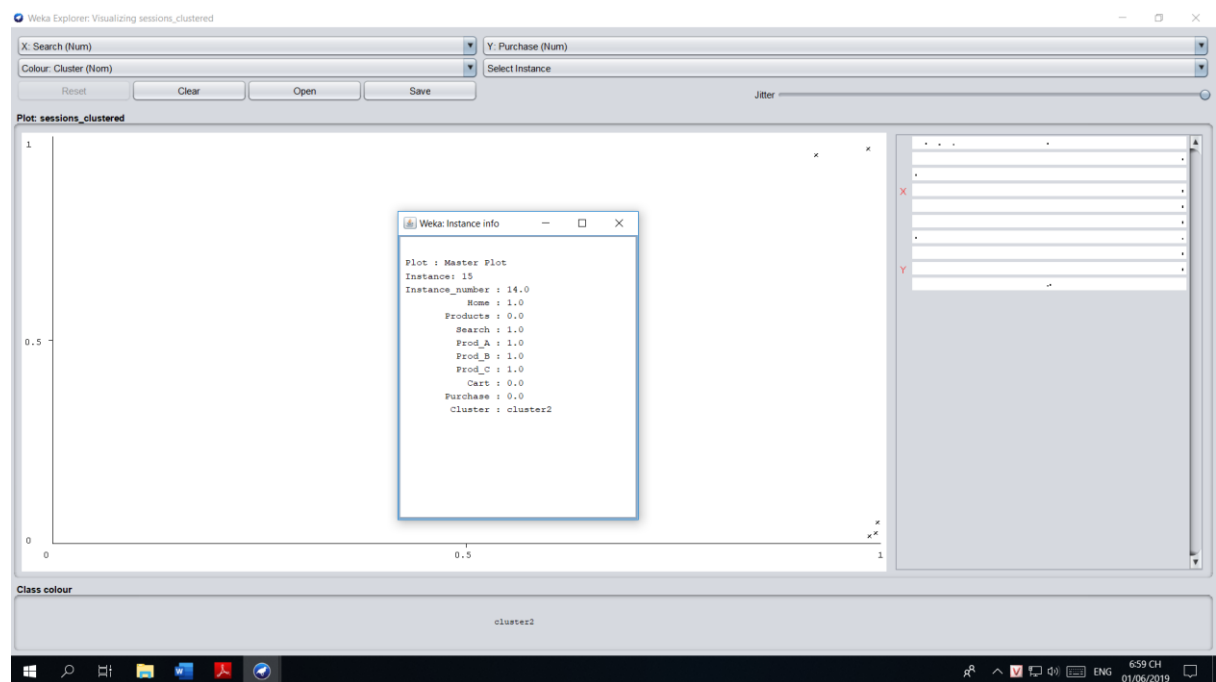 Weka Explorer: Visualizing sessions_clustered
X: Search (Num)
Y: Purchase (Num)
Colour: Cluster (Nom)
Select Instance
Reset
Clear
Open
Save
Jitter
Plot: sessions_clustered
1
0.5
0
0
0.5
1
X
Y
Weka: Instance info
Plot : Master Plot
Instance: 15
Instance_number : 14.0
Home : 1.0
Products : 0.0
Search : 1.0
Prod_A : 1.0
Prod_B : 1.0
Prod_C : 1.0
Cart : 0.0
Purchase : 0.0
Cluster : cluster2
Class colour
cluster2
ENG
6:59 CH
01/06/2019